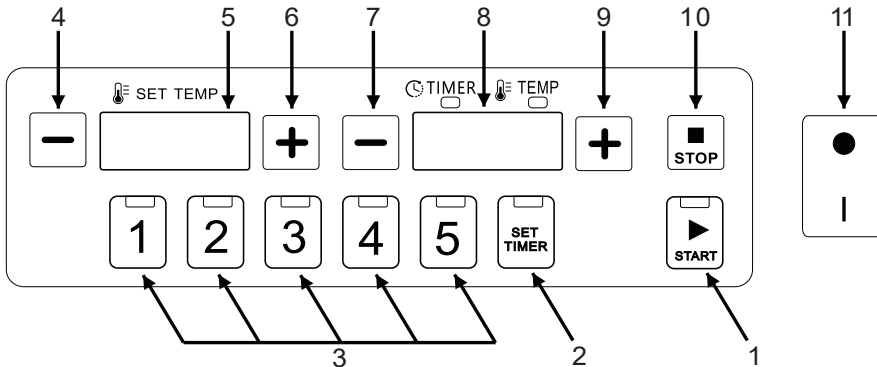 4 5 6 7 8 9 10 11
SET TEMP TIMER TEMP
− + − + STOP
1 2 3 4 5 SET TIMER START
3 2 1